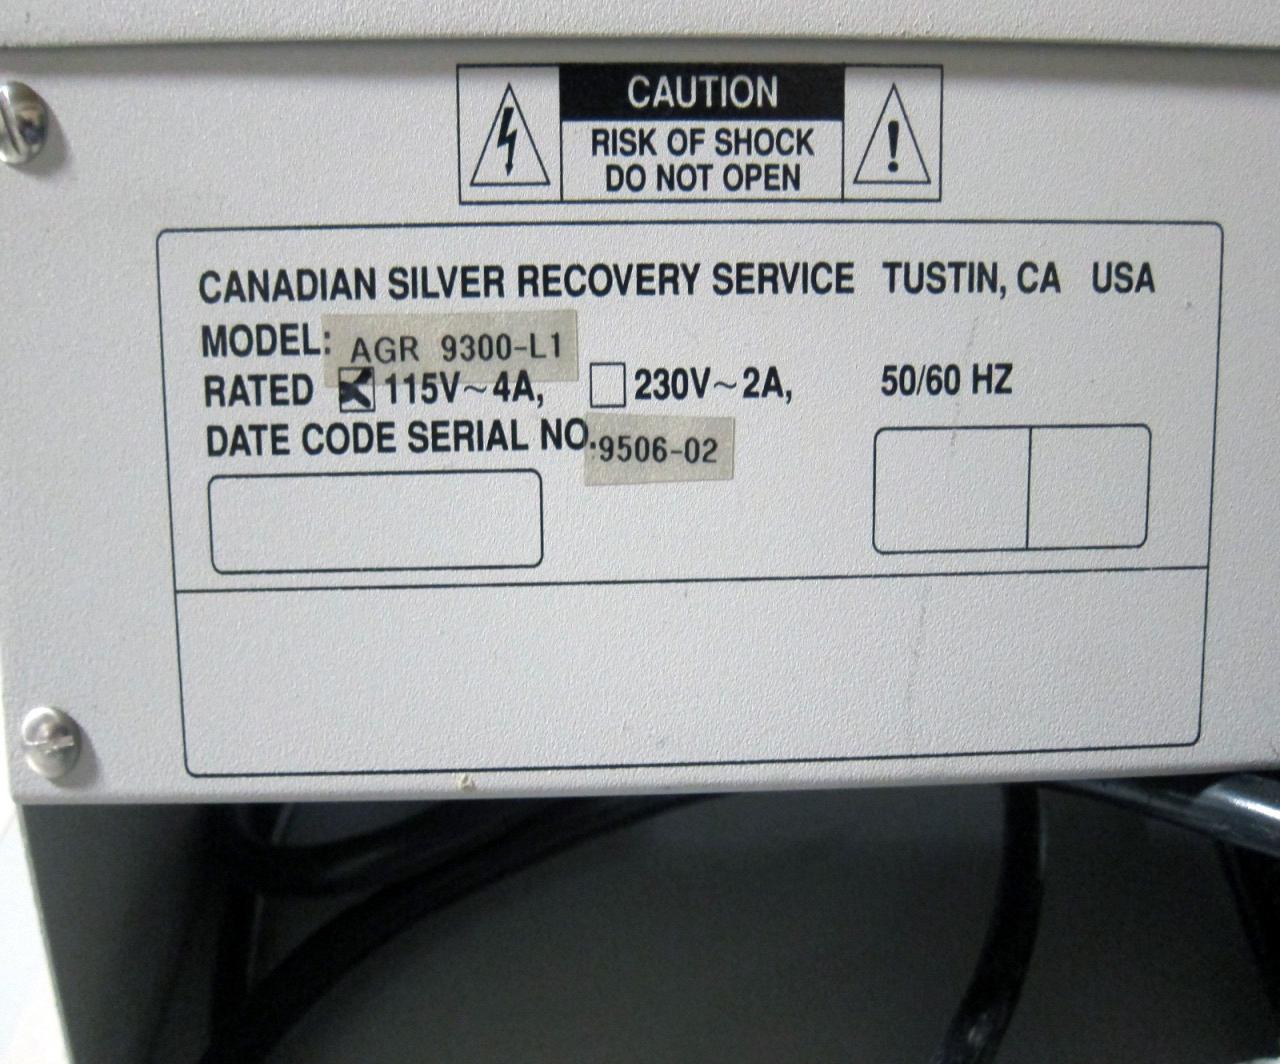 CAUTION
RISK OF SHOCK
DO NOT OPEN
CANADIAN SILVER RECOVERY SERVICE TUSTIN, CA USA
MODEL: AGR 9300-L1
RATED 115V~4A, 230V~2A, 50/60 HZ
DATE CODE SERIAL NO. 9506-02